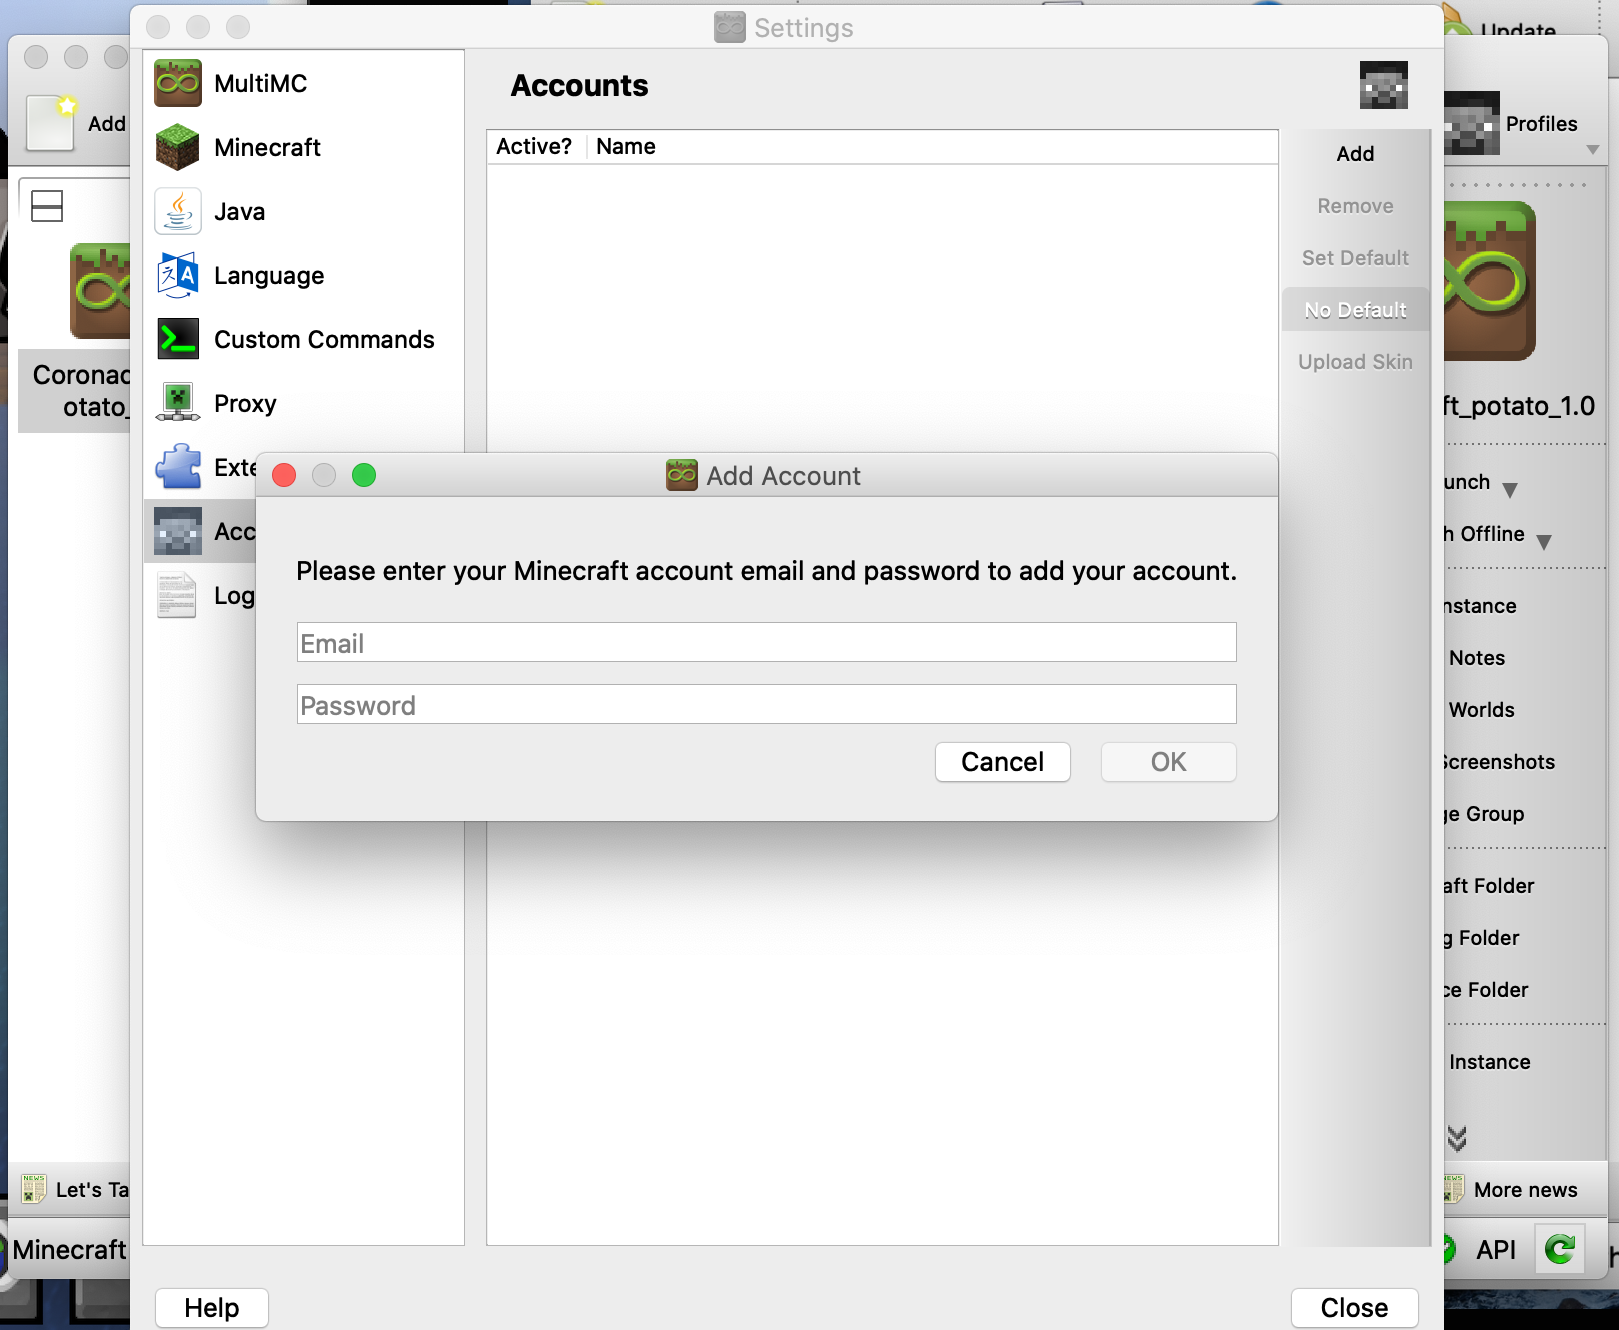 Update
Settings
MultiMC
Accounts
Add
Minecraft
Profiles
Active?
Name
Add
Java
Remove
Language
Set Default
Custom Commands
No Default
Upload Skin
Coronac
otato_
Proxy
ft_potato_1.0
Exte
Add Account
unch
Acc
h Offline
Please enter your Minecraft account email and password to add your account.
Log
nstance
Email
Notes
Password
Worlds
Cancel
OK
Screenshots
ge Group
aft Folder
g Folder
ce Folder
Instance
NEWS
Let's Ta
More news
Minecraft
API
Help
Close